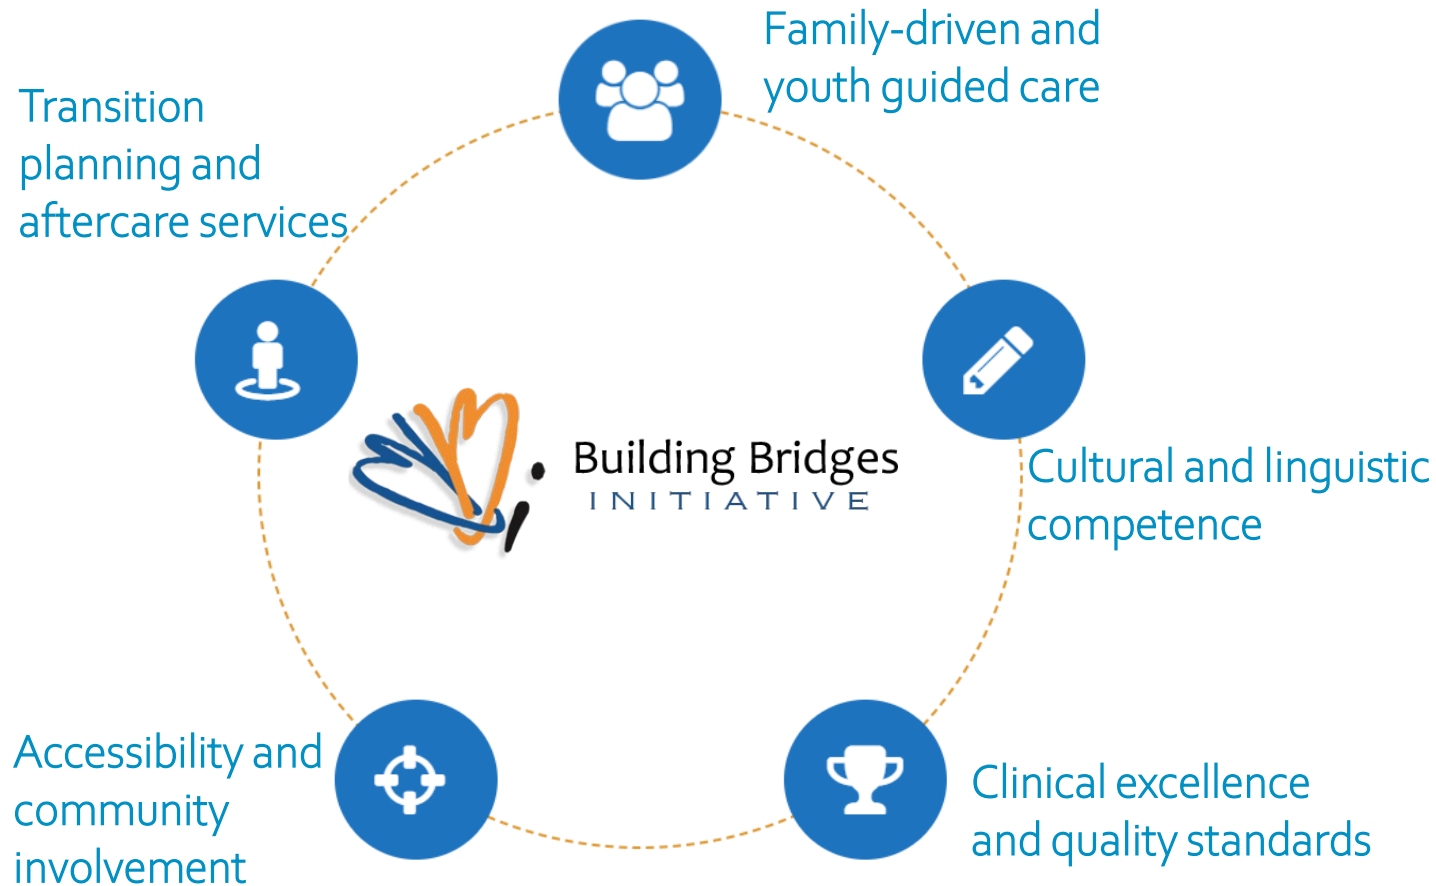 Family-driven and
youth guided care
Transition
planning and
aftercare services
Building Bridges
INITIATIVE
Cultural and linguistic
competence
Accessibility and
community
involvement
Clinical excellence
and quality standards